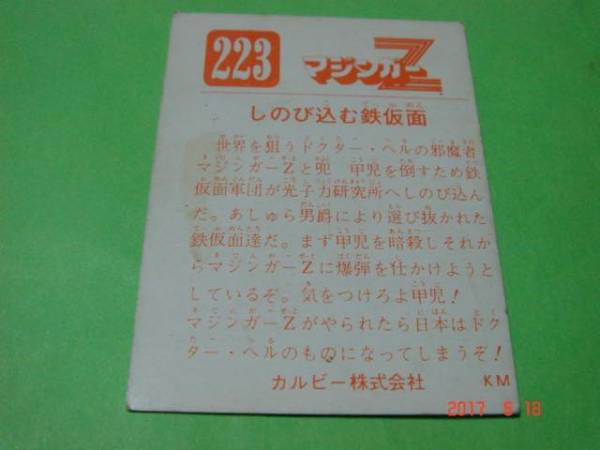 223
マジンガーZ
しのび込む鉄仮面
世界を狙うドクター・ヘルの邪魔者
マジンガーZと兜 甲児を倒すため鉄
仮面軍団が光子力研究所へしのび込ん
だ。あしゅら男爵により選び抜かれた
鉄仮面達だ。まず甲児を暗殺しそれか
らマジンガーZに爆弾を仕かけようと
しているぞ。気をつけろよ甲児!
マジンガーZがやられたら日本はドク
ター・ヘルのものになってしまうぞ!
カルビー株式会社 KM
2017 6 18